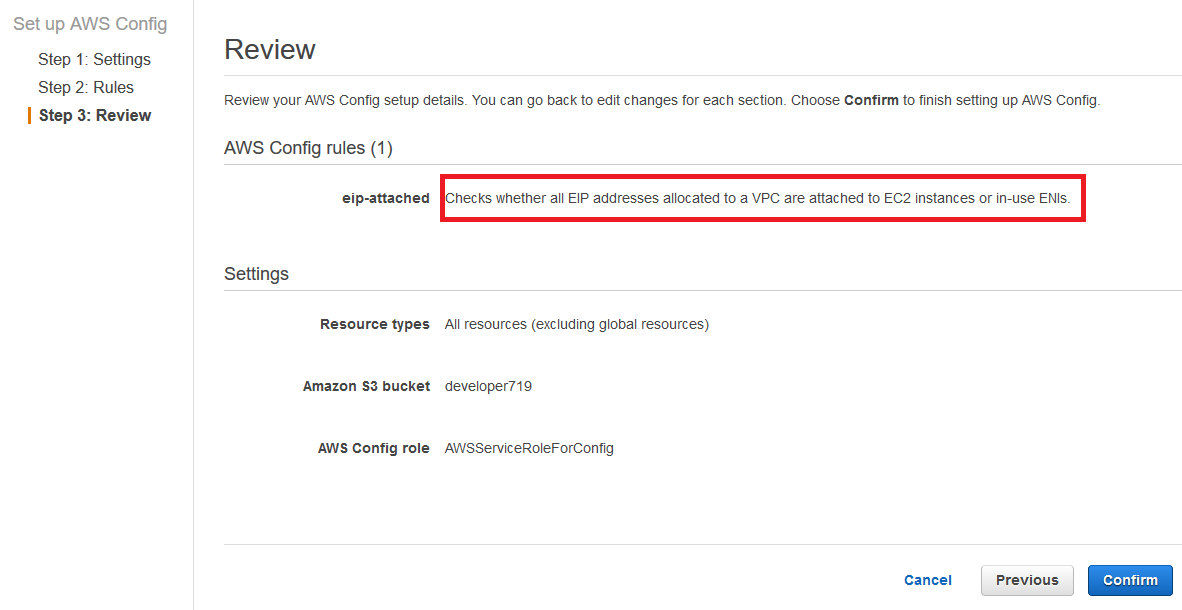 Set up AWS Config
Step 1: Settings
Step 2: Rules
Step 3: Review
Review
Review your AWS Config setup details. You can go back to edit changes for each section. Choose Confirm to finish setting up AWS Config.
AWS Config rules (1)
eip-attached Checks whether all EIP addresses allocated to a VPC are attached to EC2 instances or in-use ENIs.
Settings
Resource types All resources (excluding global resources)
Amazon S3 bucket developer719
AWS Config role AWSServiceRoleForConfig
Cancel Previous Confirm